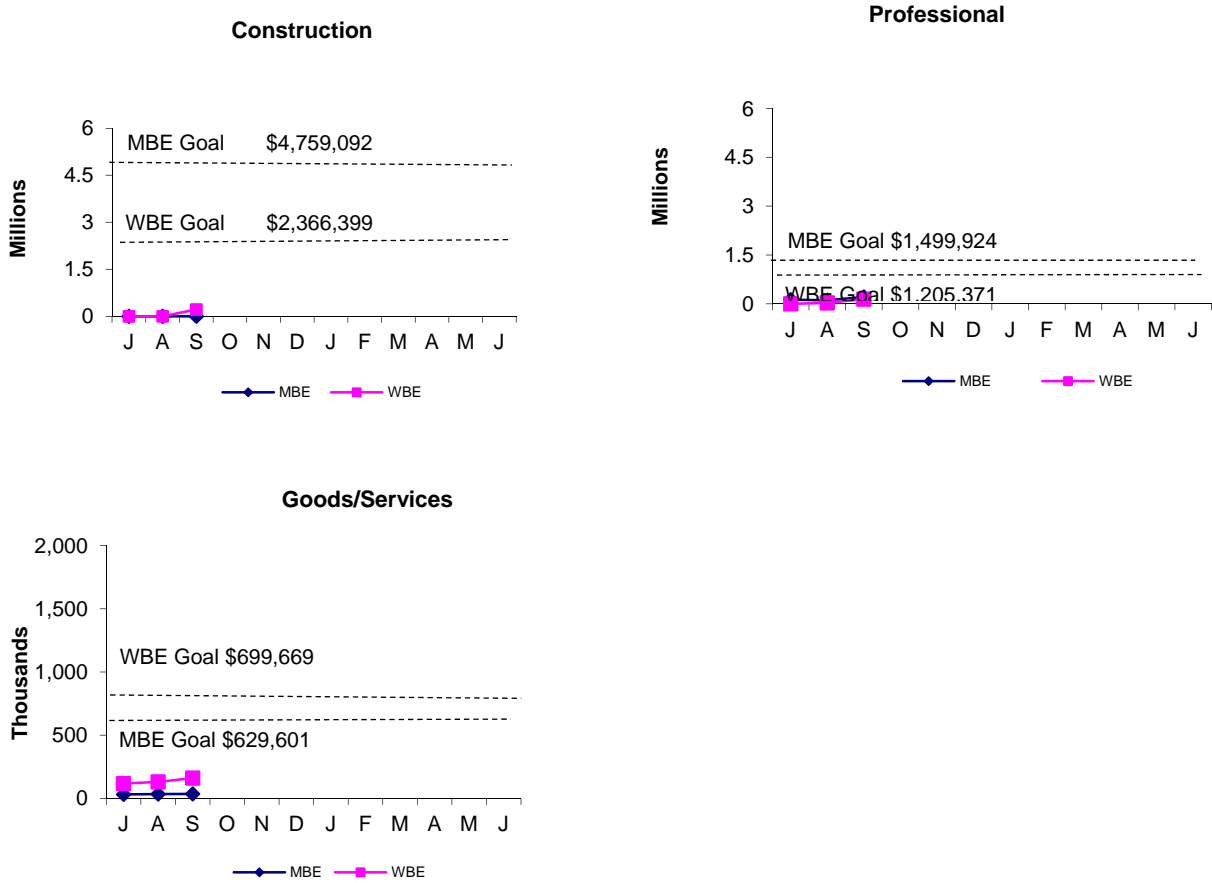 Construction
Millions
6
4.5
3
1.5
0
MBE Goal $4,759,092
WBE Goal $2,366,399
J A S O N D J F M A M J
MBE WBE
Professional
Millions
6
4.5
3
1.5
0
MBE Goal $1,499,924
WBE Goal $1,205,371
J A S O N D J F M A M J
MBE WBE
Goods/Services
Thousands
2,000
1,500
1,000
500
0
WBE Goal $699,669
MBE Goal $629,601
J A S O N D J F M A M J
MBE WBE